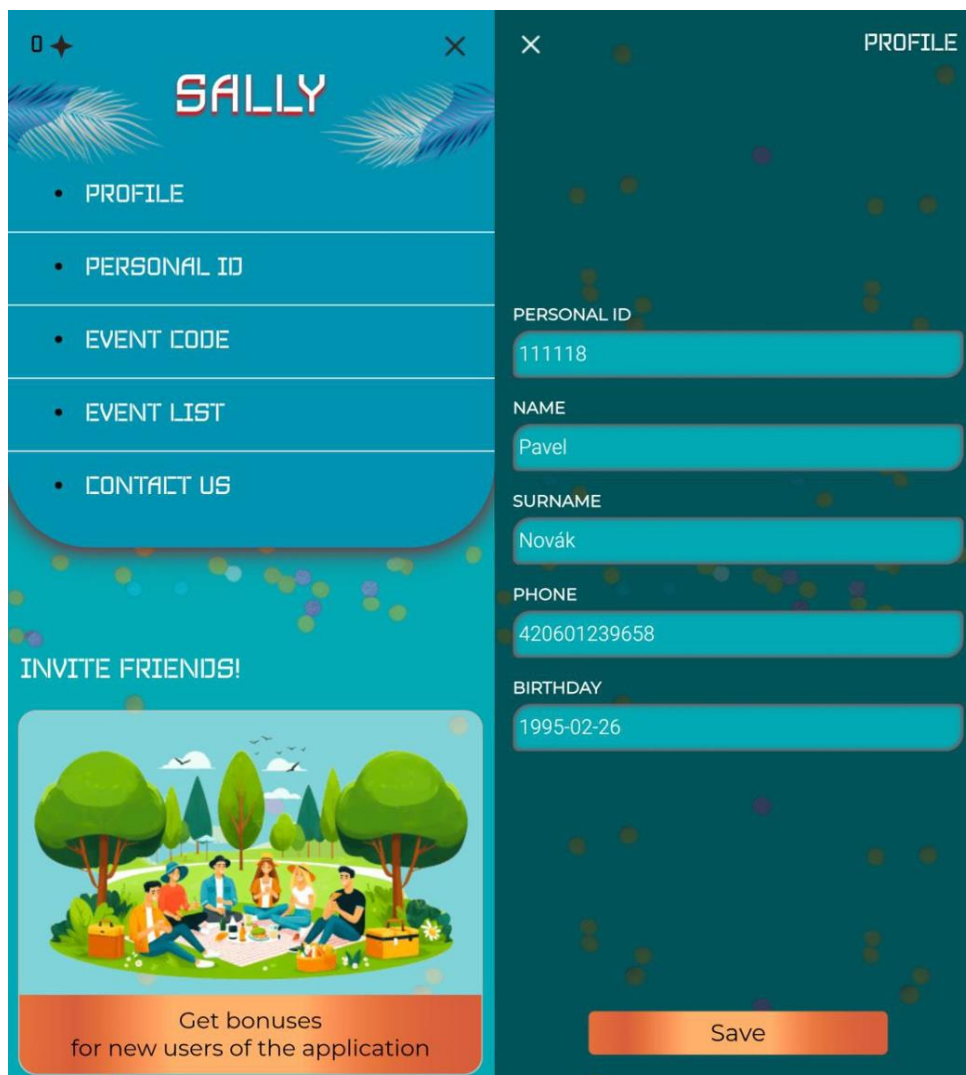 0
SALLY
PROFILE
PERSONAL ID
EVENT CODE
EVENT LIST
CONTACT US
INVITE FRIENDS!
Get bonuses
for new users of the application
PROFILE
PERSONAL ID
111118
NAME
Pavel
SURNAME
Novák
PHONE
420601239658
BIRTHDAY
1995-02-26
Save